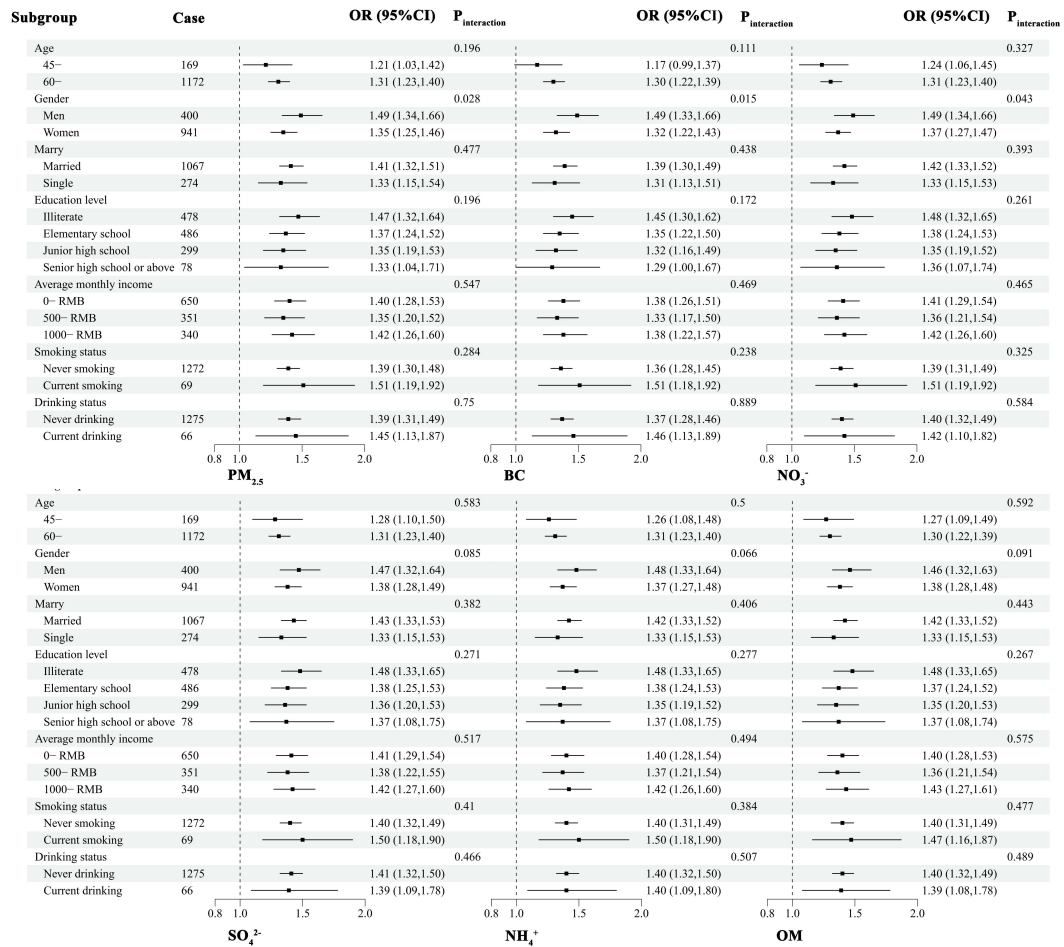 Subgroup Case OR (95%CI) P interaction OR (95%CI) P interaction OR (95%CI) P interaction
Age 0.196 0.111 0.327
45− 169 1.21 (1.03,1.42) 1.17 (0.99,1.37) 1.24 (1.06,1.45)
60− 1172 1.31 (1.23,1.40) 1.30 (1.22,1.39) 1.31 (1.23,1.40)
Gender 0.028 0.015 0.043
Men 400 1.49 (1.34,1.66) 1.49 (1.33,1.66) 1.49 (1.34,1.66)
Women 941 1.35 (1.25,1.46) 1.32 (1.22,1.43) 1.37 (1.27,1.47)
Marry 0.477 0.438 0.393
Married 1067 1.41 (1.32,1.51) 1.39 (1.30,1.49) 1.42 (1.33,1.52)
Single 274 1.33 (1.15,1.54) 1.31 (1.13,1.51) 1.33 (1.15,1.53)
Education level 0.196 0.172 0.261
Illiterate 478 1.47 (1.32,1.64) 1.45 (1.30,1.62) 1.48 (1.32,1.65)
Elementary school 486 1.37 (1.24,1.52) 1.35 (1.22,1.50) 1.38 (1.24,1.53)
Junior high school 299 1.35 (1.19,1.53) 1.32 (1.16,1.49) 1.35 (1.19,1.52)
Senior high school or above 78 1.33 (1.04,1.71) 1.29 (1.00,1.67) 1.36 (1.07,1.74)
Average monthly income 0.547 0.469 0.465
0− RMB 650 1.40 (1.28,1.53) 1.38 (1.26,1.51) 1.41 (1.29,1.54)
500− RMB 351 1.35 (1.20,1.52) 1.33 (1.17,1.50) 1.36 (1.21,1.54)
1000− RMB 340 1.42 (1.26,1.60) 1.38 (1.22,1.57) 1.42 (1.26,1.60)
Smoking status 0.284 0.238 0.325
Never smoking 1272 1.39 (1.30,1.48) 1.36 (1.28,1.45) 1.39 (1.31,1.49)
Current smoking 69 1.51 (1.19,1.92) 1.51 (1.18,1.92) 1.51 (1.19,1.92)
Drinking status 0.75 0.889 0.584
Never drinking 1275 1.39 (1.31,1.49) 1.37 (1.28,1.46) 1.40 (1.32,1.49)
Current drinking 66 1.45 (1.13,1.87) 1.46 (1.13,1.89) 1.42 (1.10,1.82)
0.8 1.0 1.5 2.0 0.8 1.0 1.5 2.0 0.8 1.0 1.5 2.0
PM2.5 BC NO3-
Age 0.583 0.5 0.592
45− 169 1.28 (1.10,1.50) 1.26 (1.08,1.48) 1.27 (1.09,1.49)
60− 1172 1.31 (1.23,1.40) 1.31 (1.23,1.40) 1.30 (1.22,1.39)
Gender 0.085 0.066 0.091
Men 400 1.47 (1.32,1.64) 1.48 (1.33,1.64) 1.46 (1.32,1.63)
Women 941 1.38 (1.28,1.49) 1.37 (1.27,1.48) 1.38 (1.28,1.48)
Marry 0.382 0.406 0.443
Married 1067 1.43 (1.33,1.53) 1.42 (1.33,1.52) 1.42 (1.33,1.52)
Single 274 1.33 (1.15,1.53) 1.33 (1.15,1.53) 1.33 (1.15,1.53)
Education level 0.271 0.277 0.267
Illiterate 478 1.48 (1.33,1.65) 1.48 (1.33,1.65) 1.48 (1.33,1.65)
Elementary school 486 1.38 (1.25,1.53) 1.38 (1.24,1.53) 1.37 (1.24,1.52)
Junior high school 299 1.36 (1.20,1.53) 1.35 (1.19,1.52) 1.35 (1.20,1.53)
Senior high school or above 78 1.37 (1.08,1.75) 1.37 (1.08,1.75) 1.37 (1.08,1.74)
Average monthly income 0.517 0.494 0.575
0− RMB 650 1.41 (1.29,1.54) 1.40 (1.28,1.54) 1.40 (1.28,1.53)
500− RMB 351 1.38 (1.22,1.55) 1.37 (1.21,1.54) 1.36 (1.21,1.54)
1000− RMB 340 1.42 (1.27,1.60) 1.42 (1.26,1.60) 1.43 (1.27,1.61)
Smoking status 0.41 0.384 0.477
Never smoking 1272 1.40 (1.32,1.49) 1.40 (1.31,1.49) 1.40 (1.31,1.49)
Current smoking 69 1.50 (1.18,1.90) 1.50 (1.18,1.90) 1.47 (1.16,1.87)
Drinking status 0.466 0.507 0.489
Never drinking 1275 1.41 (1.32,1.50) 1.40 (1.32,1.50) 1.40 (1.32,1.49)
Current drinking 66 1.39 (1.09,1.78) 1.40 (1.09,1.80) 1.39 (1.08,1.78)
0.8 1.0 1.5 2.0 0.8 1.0 1.5 2.0 0.8 1.0 1.5 2.0
SO4 2- NH4+ OM